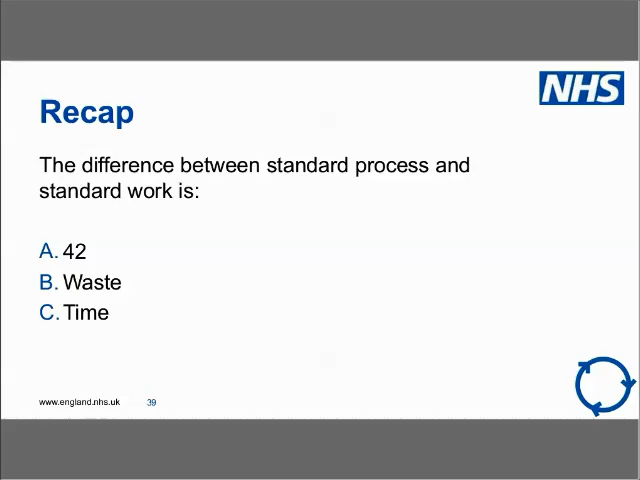 NHS
Recap
The difference between standard process and
standard work is:
A. 42
B. Waste
C. Time
www.england.nhs.uk 39